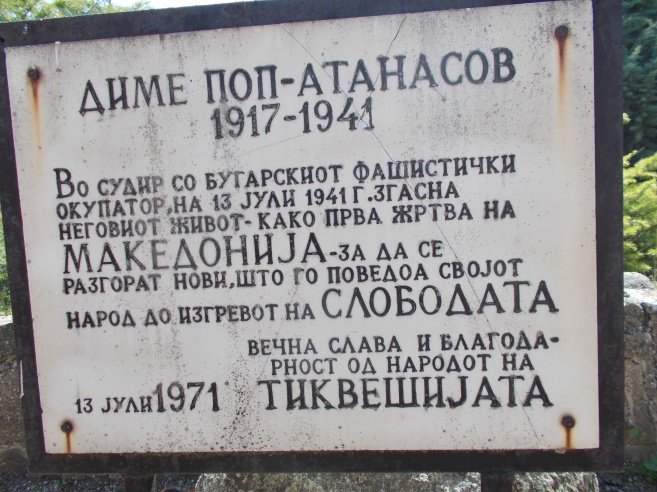 ДИМЕ ПОП-АТАНАСОВ
1917-1941
ВО СУДИР СО БУГАРСКИОТ ФАШИСТИЧКИ
ОКУПАТОР, НА 13 ЈУЛИ 1941 Г. ЗГАСНА
НЕГОВИОТ ЖИВОТ- КАКО ПРВА ЖРТВА НА
МАКЕДОНИЈА-ЗА ДА СЕ
РАЗГОРАТ НОВИ, ШТО ГО ПОВЕДОА СВОЈОТ
НАРОД ДО ИЗГРЕВОТ НА СЛОБОДАТА
ВЕЧНА СЛАВА И БЛАГОДА-
РНОСТ ОД НАРОДОТ НА
13 ЈУЛИ 1971 ТИКВЕШИЈАТА